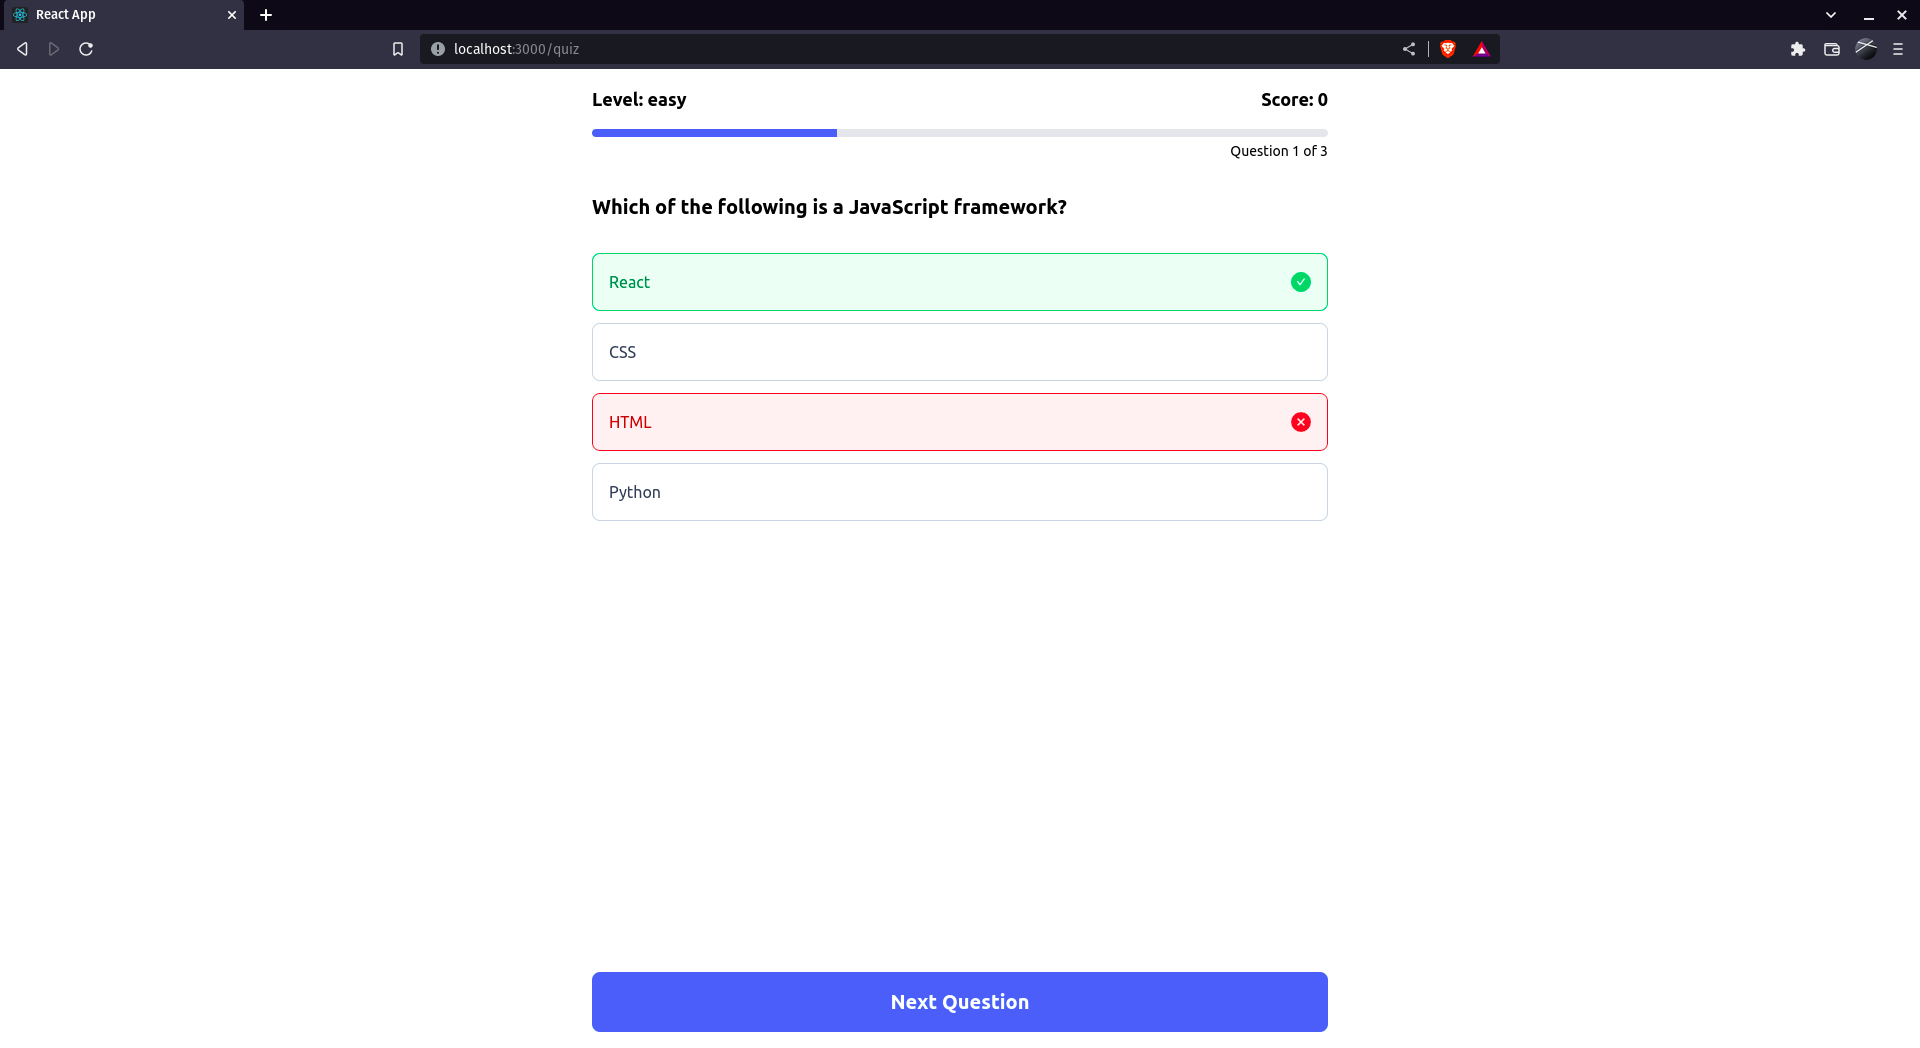 React App
localhost:3000/quiz
Level: easy
Score: 0
Question 1 of 3
Which of the following is a JavaScript framework?
React
CSS
HTML
Python
Next Question